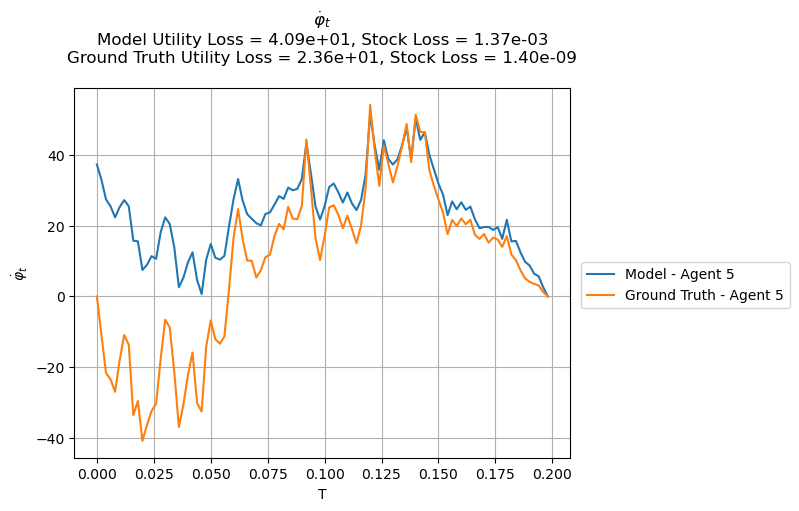 φ̇ₜ
Model Utility Loss = 4.09e+01, Stock Loss = 1.37e-03
Ground Truth Utility Loss = 2.36e+01, Stock Loss = 1.40e-09
φ̇ₜ
40
20
0
−20
−40
0.000
0.025
0.050
0.075
0.100
0.125
0.150
0.175
0.200
T
Model - Agent 5
Ground Truth - Agent 5